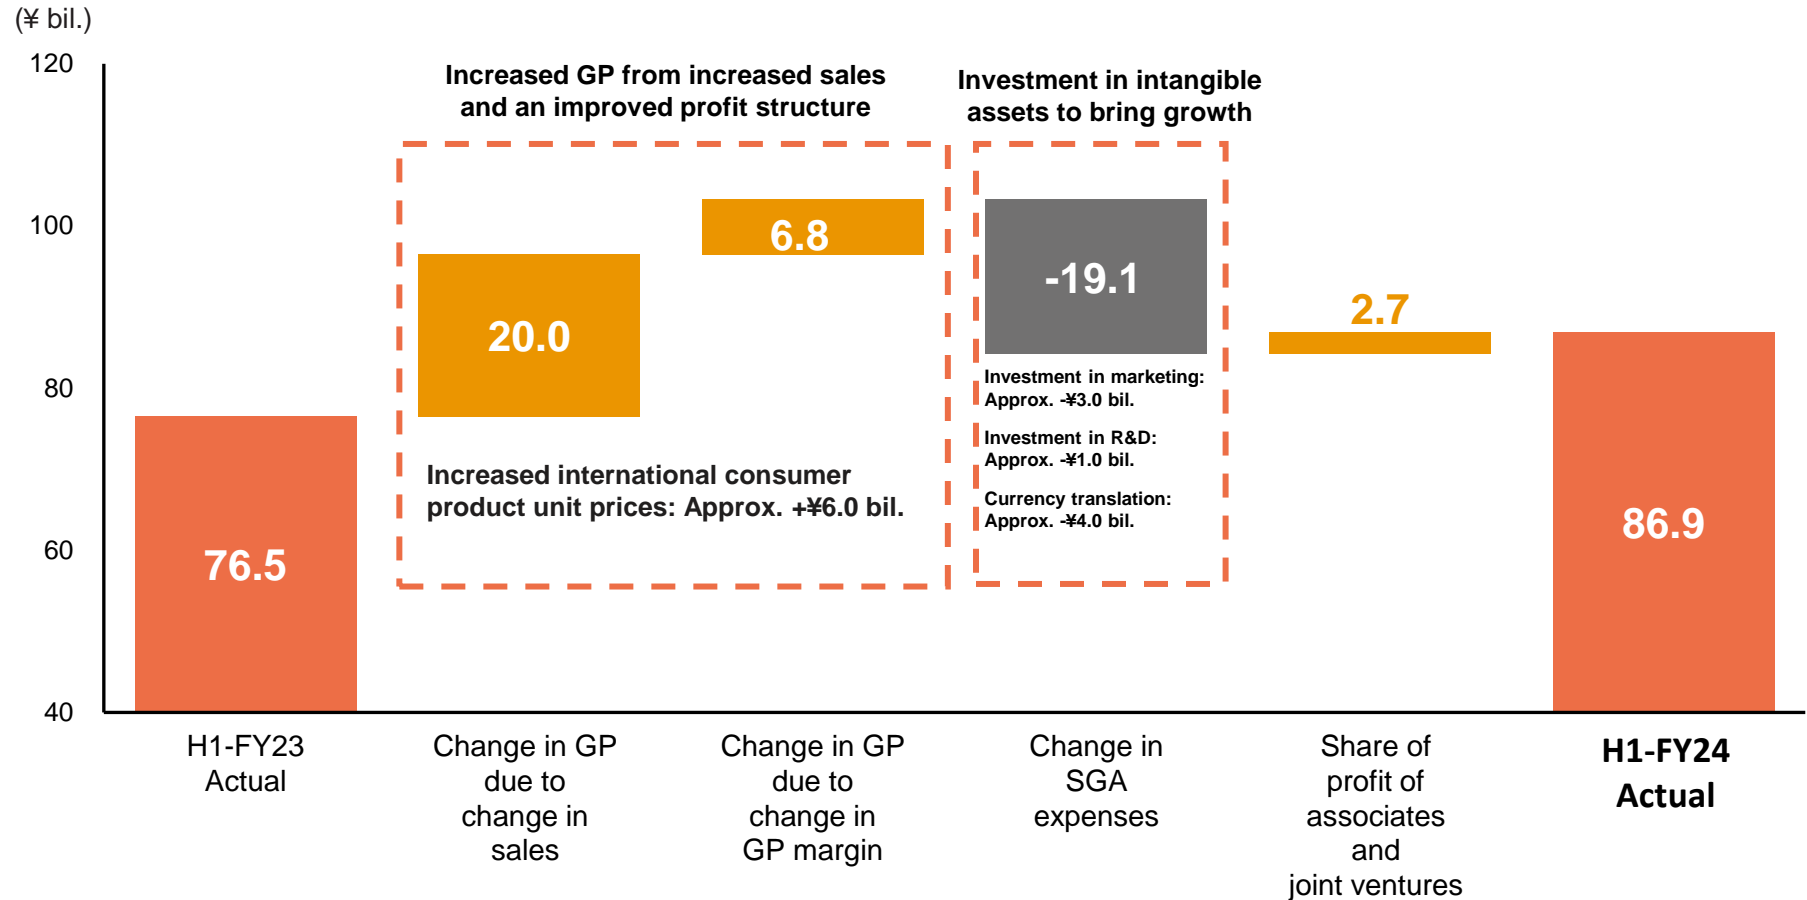 (¥ bil.)
120
100
80
60
40
Increased GP from increased sales
and an improved profit structure
Investment in intangible
assets to bring growth
76.5
20.0
6.8
-19.1
2.7
86.9
Increased international consumer
product unit prices: Approx. +¥6.0 bil.
Investment in marketing:
Approx. -¥3.0 bil.
Investment in R&D:
Approx. -¥1.0 bil.
Currency translation:
Approx. -¥4.0 bil.
H1-FY23
Actual
Change in GP
due to
change in
sales
Change in GP
due to
change in
GP margin
Change in
SGA
expenses
Share of
profit of
associates
and
joint ventures
H1-FY24
Actual